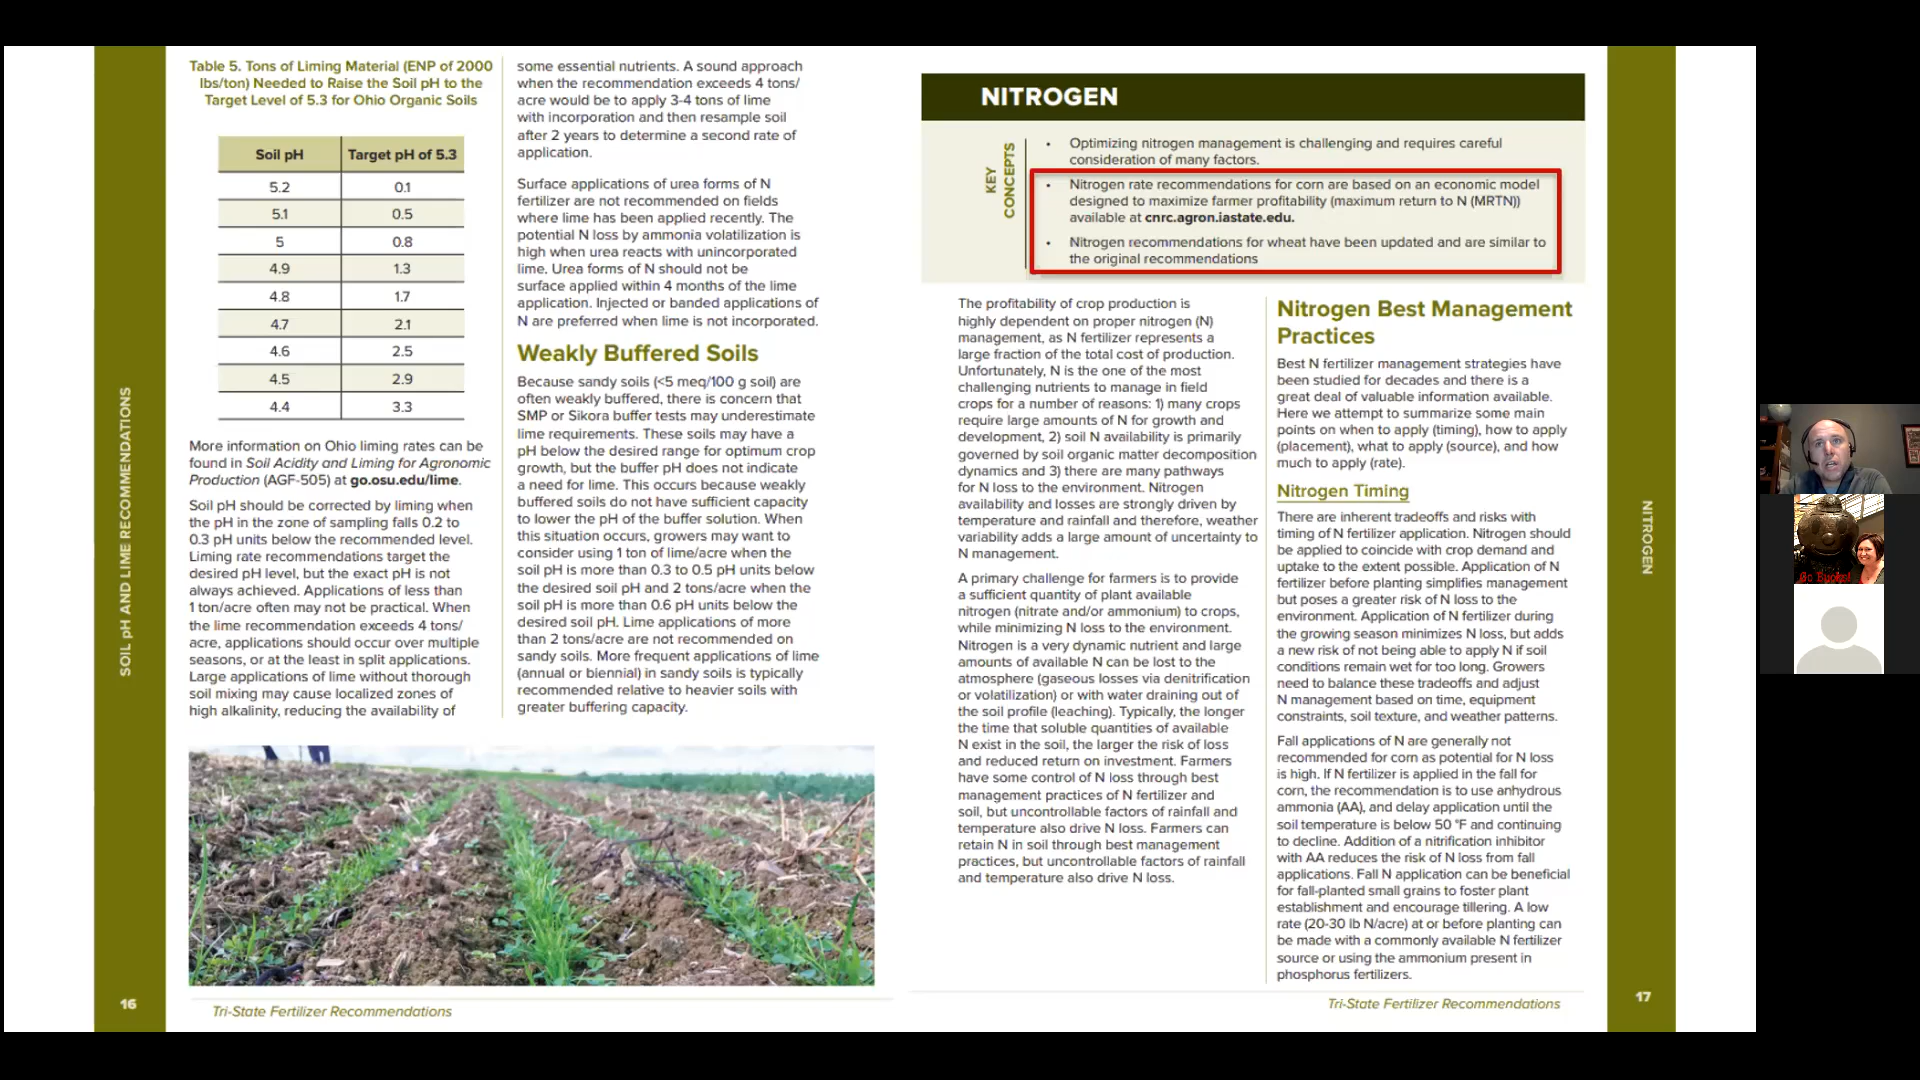 Table 5. Tons of Liming Material (ENP of 2000
lbs/ton) Needed to Raise the Soil pH to the
Target Level of 5.3 for Ohio Organic Soils
Soil pH Target pH of 5.3
5.2 0.1
5.1 0.5
5 0.8
4.9 1.3
4.8 1.7
4.7 2.1
4.6 2.5
4.5 2.9
4.4 3.3
More information on Ohio liming rates can be
found in Soil Acidity and Liming for Agronomic
Production (AGF-505) at go.osu.edu/lime.
Soil pH should be corrected by liming when
the pH in the zone of sampling falls 0.2 to
0.3 pH units below the recommended level.
Liming rate recommendations target the
desired pH level, but the exact pH is not
always achieved. Applications of less than
1 ton/acre often may not be practical. When
the lime recommendation exceeds 4 tons/
acre, applications should occur over multiple
seasons, or at the least in split applications.
Large applications of lime without thorough
soil mixing may cause localized zones of
high alkalinity, reducing the availability of
some essential nutrients. A sound approach
when the recommendation exceeds 4 tons/
acre would be to apply 3-4 tons of lime
with incorporation and then resample soil
after 2 years to determine a second rate of
application.
Surface applications of urea forms of N
fertilizer are not recommended on fields
where lime has been applied recently. The
potential N loss by ammonia volatilization is
high when urea reacts with unincorporated
lime. Urea forms of N should not be
surface applied within 4 months of the lime
application. Injected or banded applications of
N are preferred when lime is not incorporated.
Weakly Buffered Soils
Because sandy soils (<5 meq/100 g soil) are
often weakly buffered, there is concern that
SMP or Sikora buffer tests may underestimate
lime requirements. These soils may have a
pH below the desired range for optimum crop
growth, but the buffer pH does not indicate
a need for lime. This occurs because weakly
buffered soils do not have sufficient capacity
to lower the pH of the buffer solution. When
this situation occurs, growers may want to
consider using 1 ton of lime/acre when the
soil pH is more than 0.3 to 0.5 pH units below
the desired soil pH and 2 tons/acre when the
soil pH is more than 0.6 pH units below the
desired soil pH. Lime applications of more
than 2 tons/acre are not recommended on
sandy soils. More frequent applications of lime
(annual or biennial) in sandy soils is typically
recommended relative to heavier soils with
greater buffering capacity.
SOIL pH AND LIME RECOMMENDATIONS
16
Tri-State Fertilizer Recommendations
NITROGEN
KEY
CONCEPTS
• Optimizing nitrogen management is challenging and requires careful
consideration of many factors.
• Nitrogen rate recommendations for corn are based on an economic model
designed to maximize farmer profitability (maximum return to N (MRTN))
available at cnrc.agron.iastate.edu.
• Nitrogen recommendations for wheat have been updated and are similar to
the original recommendations
The profitability of crop production is
highly dependent on proper nitrogen (N)
management, as N fertilizer represents a
large fraction of the total cost of production.
Unfortunately, N is the one of the most
challenging nutrients to manage in field
crops for a number of reasons: 1) many crops
require large amounts of N for growth and
development, 2) soil N availability is primarily
governed by soil organic matter decomposition
dynamics and 3) there are many pathways
for N loss to the environment. Nitrogen
availability and losses are strongly driven by
temperature and rainfall and therefore, weather
variability adds a large amount of uncertainty to
N management.
A primary challenge for farmers is to provide
a sufficient quantity of plant available
nitrogen (nitrate and/or ammonium) to crops,
while minimizing N loss to the environment.
Nitrogen is a very dynamic nutrient and large
amounts of available N can be lost to the
atmosphere (gaseous losses via denitrification
or volatilization) or with water draining out of
the soil profile (leaching). Typically, the longer
the time that soluble quantities of available
N exist in the soil, the larger the risk of loss
and reduced return on investment. Farmers
have some control of N loss through best
management practices of N fertilizer and
soil, but uncontrollable factors of rainfall and
temperature also drive N loss. Farmers can
retain N in soil through best management
practices, but uncontrollable factors of rainfall
and temperature also drive N loss.
Nitrogen Best Management
Practices
Best N fertilizer management strategies have
been studied for decades and there is a
great deal of valuable information available.
Here we attempt to summarize some main
points on when to apply (timing), how to apply
(placement), what to apply (source), and how
much to apply (rate).
Nitrogen Timing
There are inherent tradeoffs and risks with
timing of N fertilizer application. Nitrogen should
be applied to coincide with crop demand and
uptake to the extent possible. Application of N
fertilizer before planting simplifies management
but poses a greater risk of N loss to the
environment. Application of N fertilizer during
the growing season minimizes N loss, but adds
a new risk of not being able to apply N if soil
conditions remain wet for too long. Growers
need to balance these tradeoffs and adjust
N management based on time, equipment
constraints, soil texture, and weather patterns.
Fall applications of N are generally not
recommended for corn as potential for N loss
is high. If N fertilizer is applied in the fall for
corn, the recommendation is to use anhydrous
ammonia (AA), and delay application until the
soil temperature is below 50 °F and continuing
to decline. Addition of a nitrification inhibitor
with AA reduces the risk of N loss from fall
applications. Fall N application can be beneficial
for fall-planted small grains to foster plant
establishment and encourage tillering. A low
rate (20-30 lb N/acre) at or before planting can
be made with a commonly available N fertilizer
source or using the ammonium present in
phosphorus fertilizers.
Tri-State Fertilizer Recommendations
NITROGEN
17
Go Bucks!